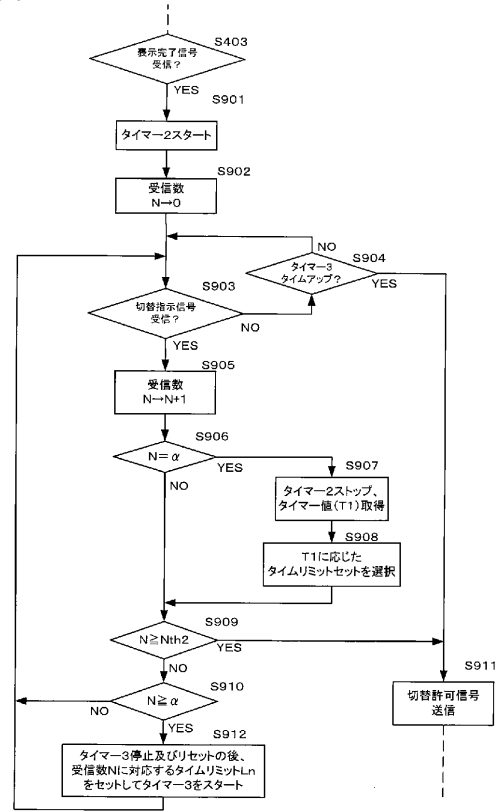 S403
表示完了信号
受信？
YES
S901
タイマー2スタート
S902
受信数
N→0
NO
S904
タイマー3
タイムアップ？
YES
S903
切替指示信号
受信？
NO
YES
S905
受信数
N→N+1
S906
N＝α
YES
NO
S907
タイマー2ストップ、
タイマー値（T1）取得
S908
T1に応じた
タイムリミットセットを選択
S909
N≧Nth2
YES
NO
S910
N≧α
NO
YES
S911
切替許可信号
送信
S912
タイマー3停止及びリセットの後、
受信数Nに対応するタイムリミットLn
をセットしてタイマー3をスタート